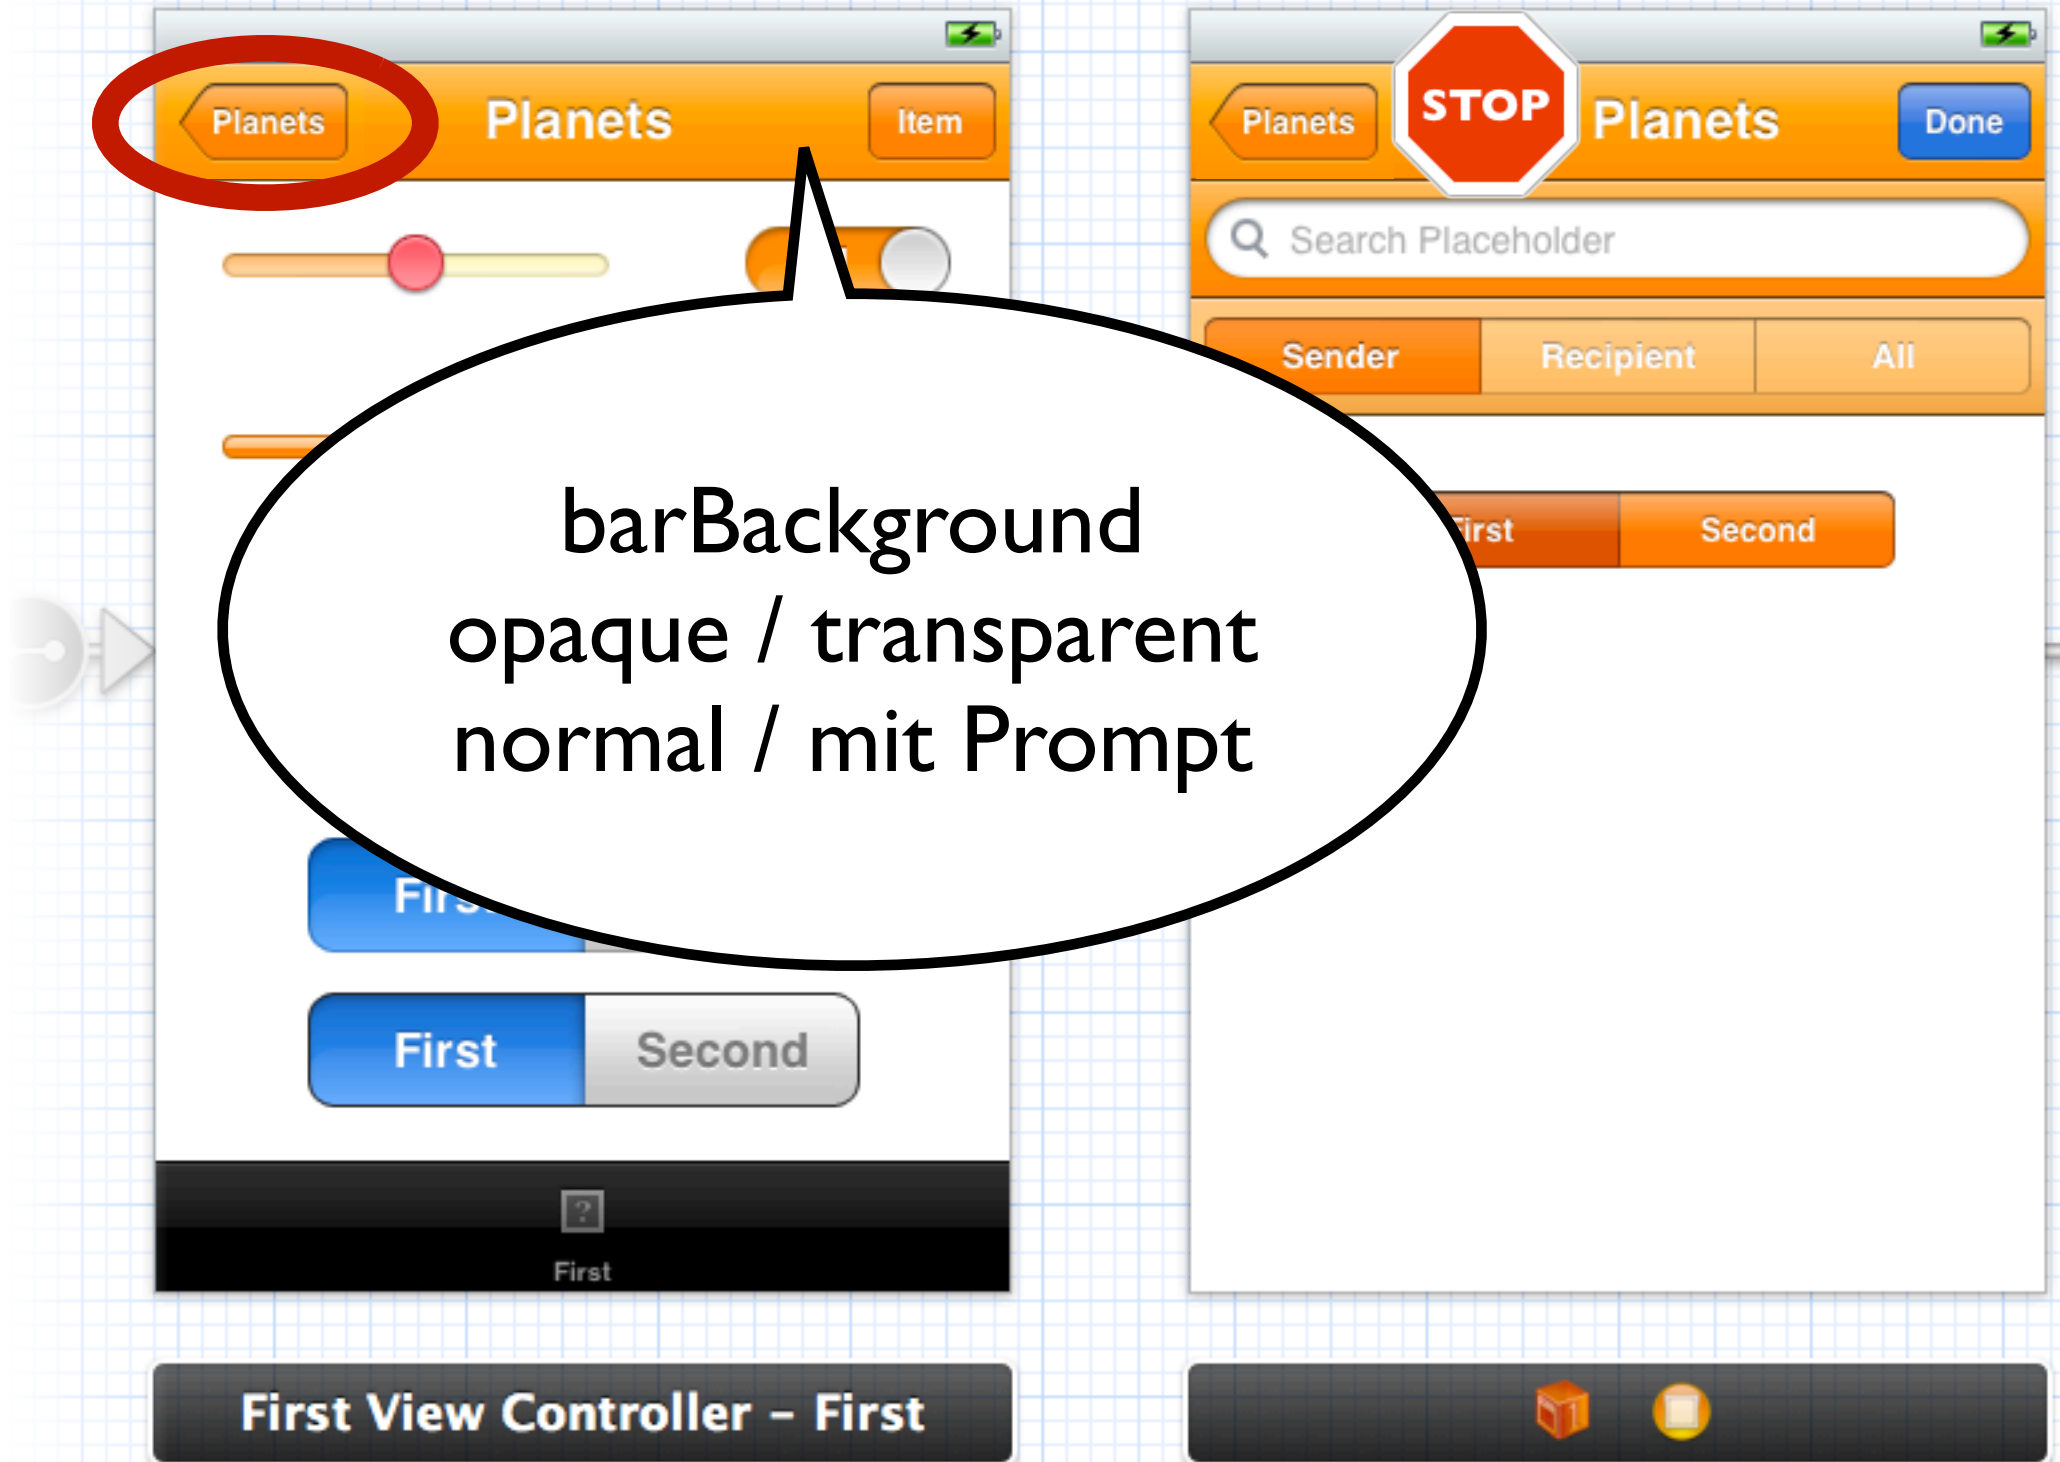 Planets
Planets
Item
Planets
STOP
Planets
Done
Search Placeholder
Sender
Recipient
All
barBackground
opaque / transparent
normal / mit Prompt
Second
First
Second
First
First View Controller – First